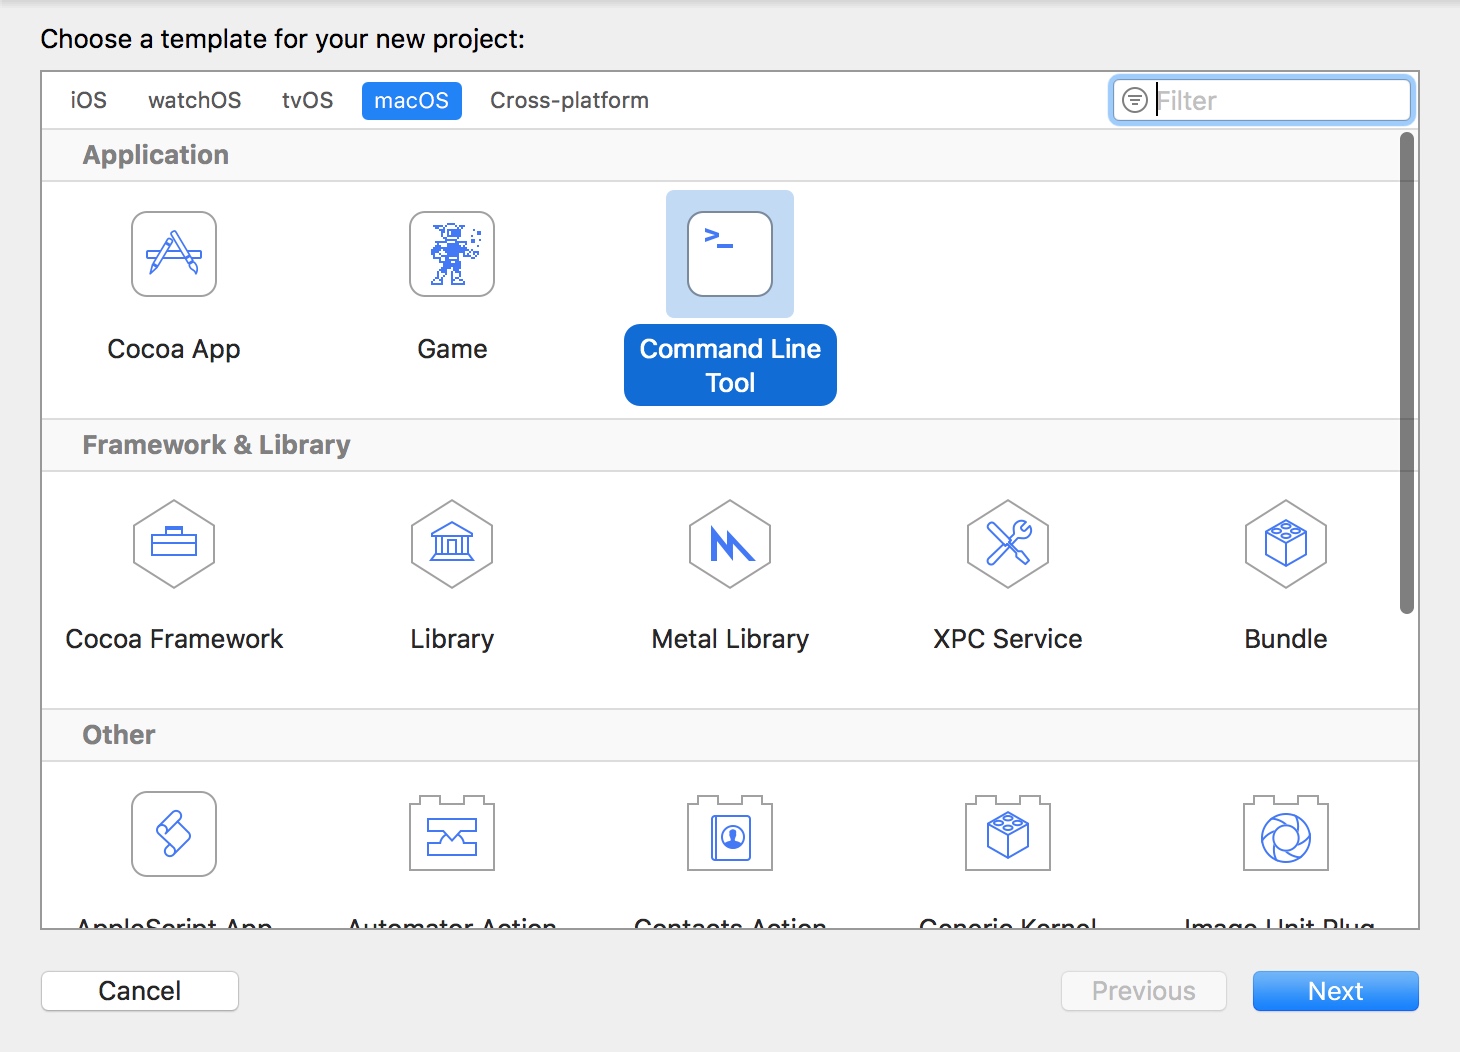 Choose a template for your new project:
iOS watchOS tvOS macOS Cross-platform Filter
Application
Cocoa App Game Command Line
Tool
Framework & Library
Cocoa Framework Library Metal Library XPC Service Bundle
Other
AppleScript App Automator Action Contacts Action Generic Kernel Image Unit Plug
Cancel Previous Next